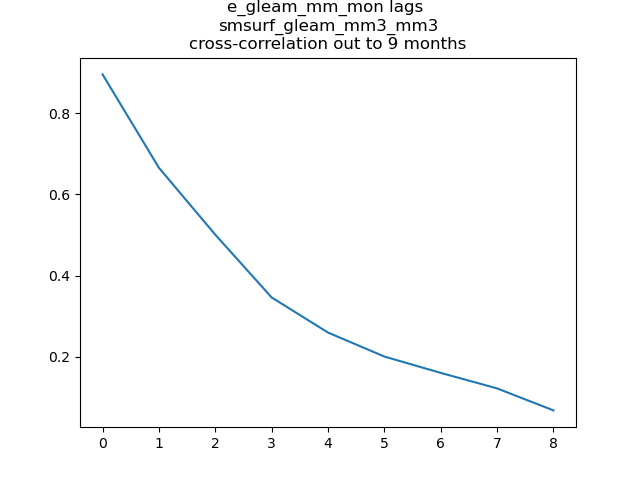 e_gleam_mm_mon lags
smsurf_gleam_mm3_mm3
cross-correlation out to 9 months
0.8
0.6
0.4
0.2
0 1 2 3 4 5 6 7 8